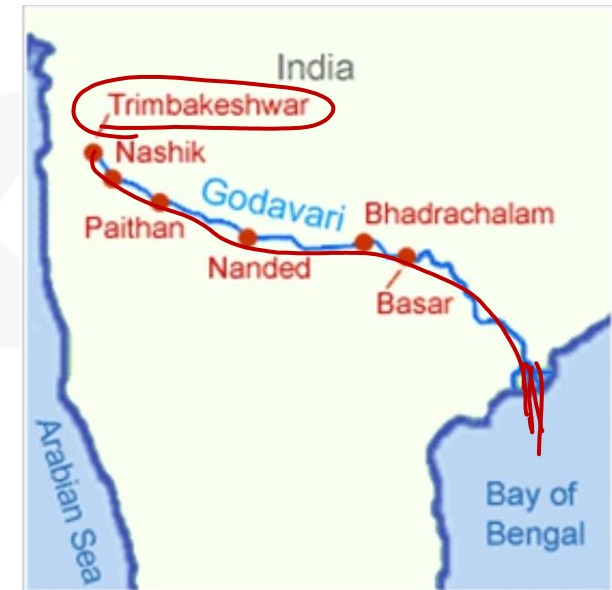 India
Trimbakeshwar
Nashik
Godavari
Paithan
Bhadrachalam
Nanded
Basar
Arabian Sea
Bay of
Bengal